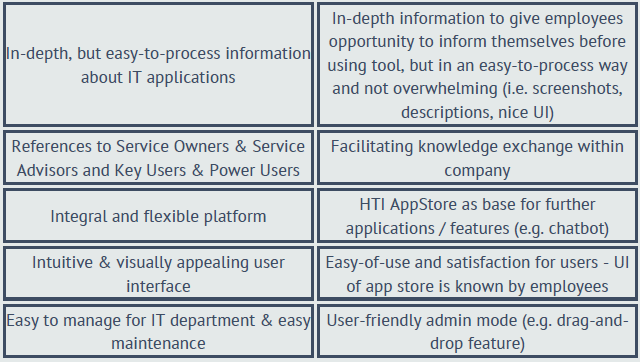 In-depth, but easy-to-process information
about IT applications
In-depth information to give employees
opportunity to inform themselves before
using tool, but in an easy-to-process way
and not overwhelming (i.e. screenshots,
descriptions, nice UI)
References to Service Owners & Service
Advisors and Key Users & Power Users
Facilitating knowledge exchange within
company
Integral and flexible platform
HTI AppStore as base for further
applications / features (e.g. chatbot)
Intuitive & visually appealing user
interface
Easy-of-use and satisfaction for users - UI
of app store is known by employees
Easy to manage for IT department & easy
maintenance
User-friendly admin mode (e.g. drag-and-
drop feature)